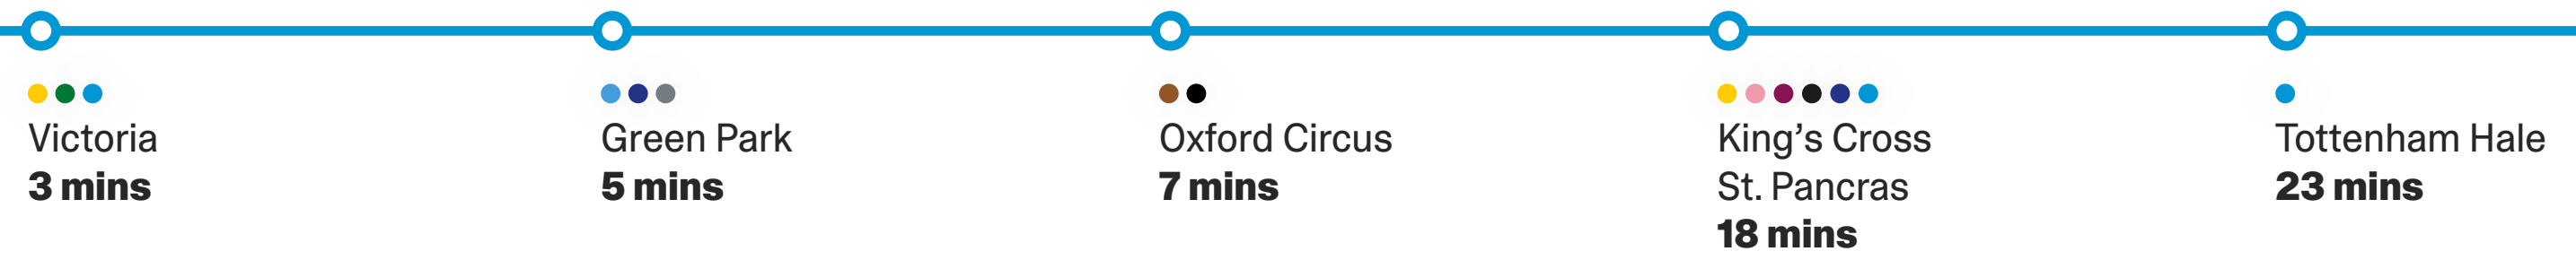 Victoria
3 mins
Green Park
5 mins
Oxford Circus
7 mins
King’s Cross
St. Pancras
18 mins
Tottenham Hale
23 mins